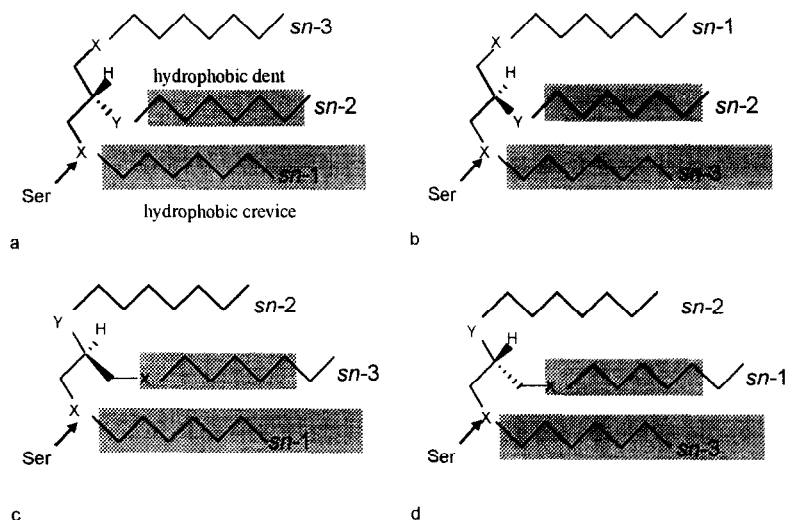 X
sn-3
H
hydrophobic dent
sn-2
Y
X
sn-1
Ser
hydrophobic crevice
a
X
sn-1
H
sn-2
Y
X
sn-3
Ser
b
sn-2
Y
H
X
sn-3
X
sn-1
Ser
c
sn-2
Y
H
X
sn-1
X
sn-3
Ser
d